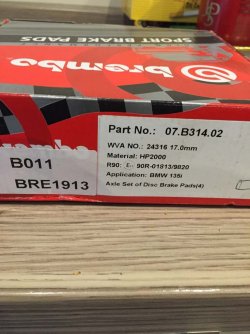 SPORT BRAKE PADS
brembo
Part No.: 07.B314.02
WVA NO.: 24316 17.0mm
Material: HP2000
R90: E₁₁ 90R-01813/9820
Application: BMW 135i
Axle Set of Disc Brake Pads(4)
B011
BRE1913